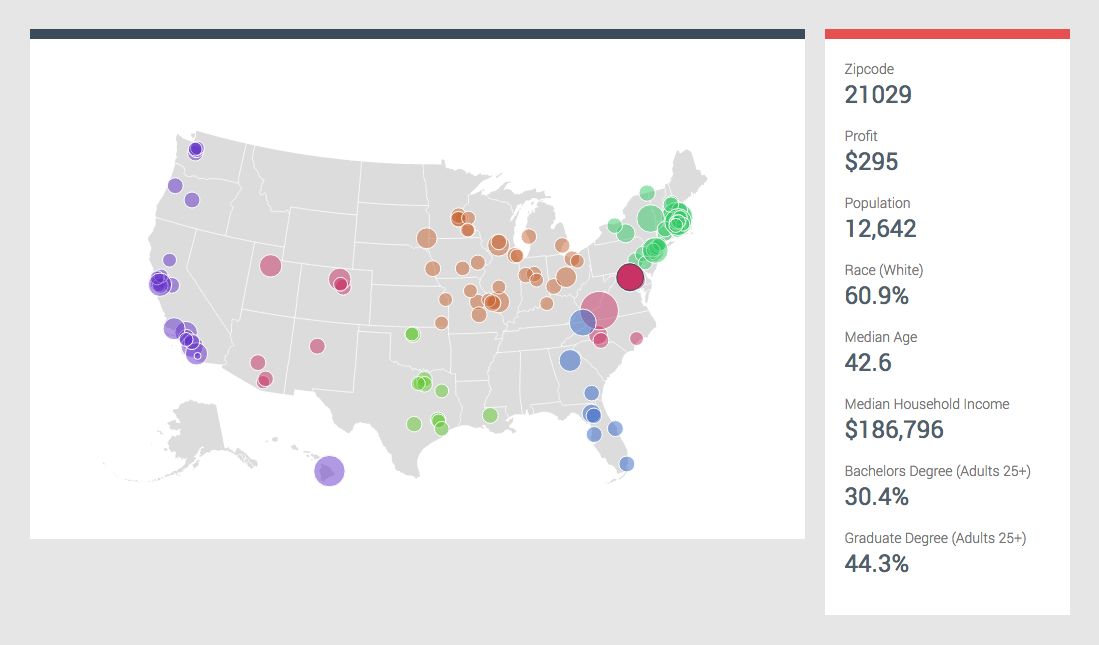 Zipcode
21029
Profit
$295
Population
12,642
Race (White)
60.9%
Median Age
42.6
Median Household Income
$186,796
Bachelors Degree (Adults 25+)
30.4%
Graduate Degree (Adults 25+)
44.3%